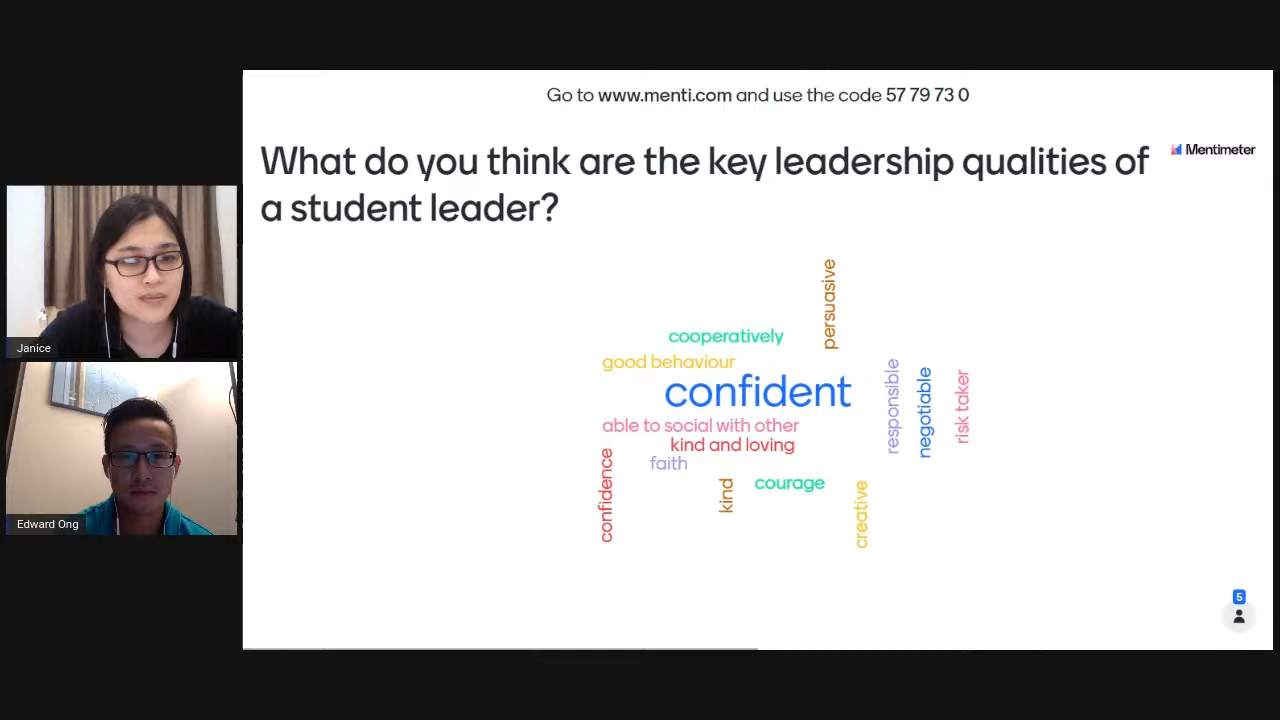 Go to www.menti.com and use the code 57 79 73 0
What do you think are the key leadership qualities of
a student leader?
Mentimeter
persuasive
cooperatively
good behaviour
confident
responsible
negotiable
risk taker
able to social with other
kind and loving
faith
confidence
kind
courage
creative
5
Janice
Edward Ong